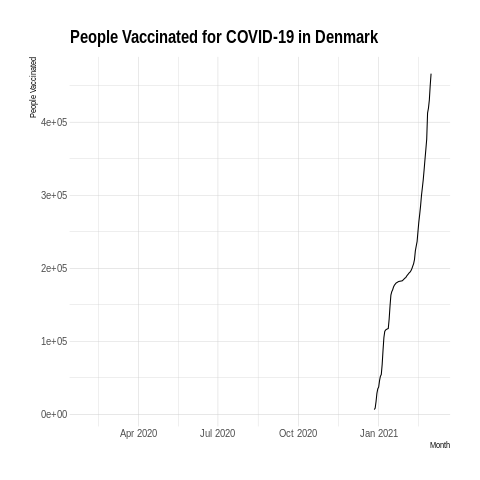 People Vaccinated for COVID-19 in Denmark
People Vaccinated
4e+05
3e+05
2e+05
1e+05
0e+00
Apr 2020 Jul 2020 Oct 2020 Jan 2021
Month